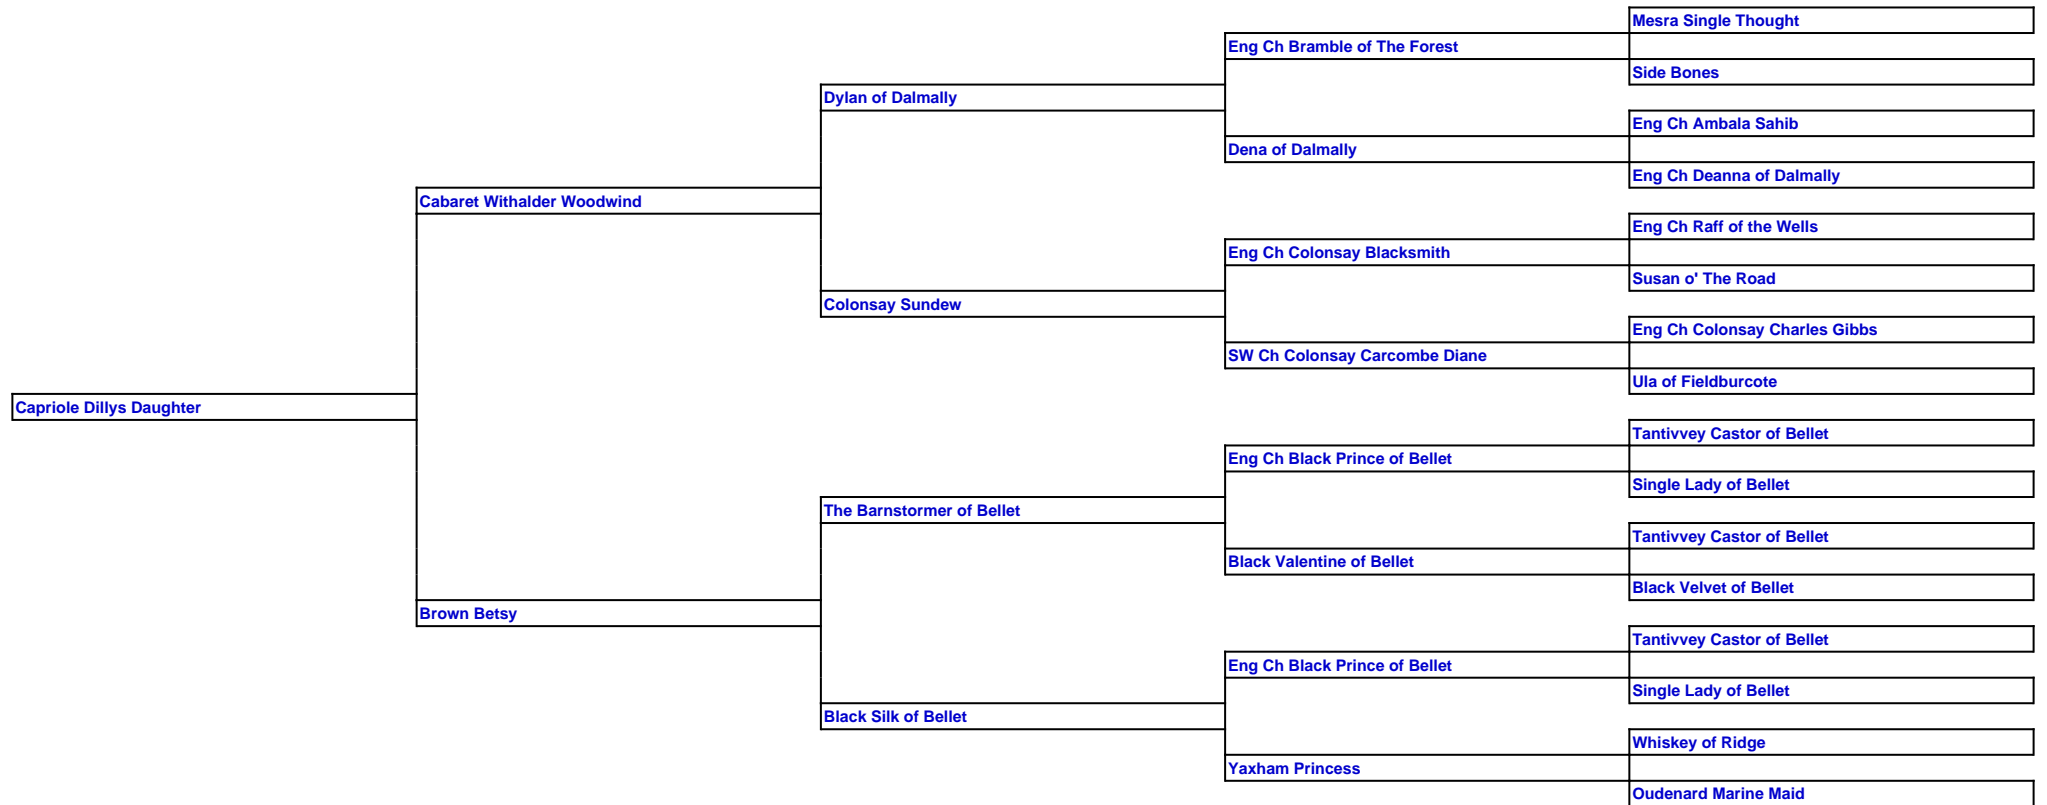 Mesra Single Thought
Eng Ch Bramble of The Forest
Side Bones
Dylan of Dalmally
Eng Ch Ambala Sahib
Dena of Dalmally
Eng Ch Deanna of Dalmally
Cabaret Withalder Woodwind
Eng Ch Raff of the Wells
Eng Ch Colonsay Blacksmith
Susan o' The Road
Colonsay Sundew
Eng Ch Colonsay Charles Gibbs
SW Ch Colonsay Carcombe Diane
Ula of Fieldburcote
Capriole Dillys Daughter
Tantivvey Castor of Bellet
Eng Ch Black Prince of Bellet
Single Lady of Bellet
The Barnstormer of Bellet
Tantivvey Castor of Bellet
Black Valentine of Bellet
Black Velvet of Bellet
Brown Betsy
Tantivvey Castor of Bellet
Eng Ch Black Prince of Bellet
Single Lady of Bellet
Black Silk of Bellet
Whiskey of Ridge
Yaxham Princess
Oudenard Marine Maid